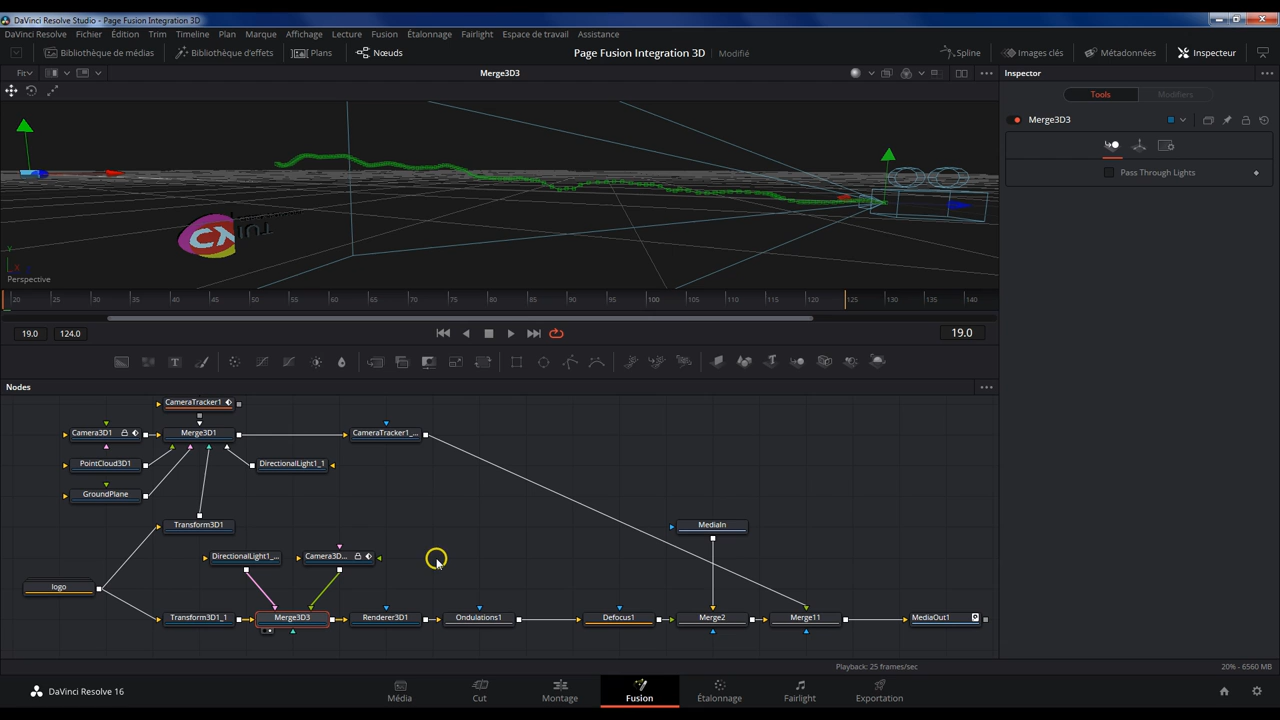 DaVinci Resolve Studio - Page Fusion Integration 3D
DaVinci Resolve Fichier Édition Trim Timeline Clip Marque Affichage Lecture Fusion Étalonnage Fairlight Espace de travail Assistance
Bibliothèque de médias Bibliothèque d'effets Plans Nœuds Page Fusion Integration 3D Modifié Spline Images clés Métadonnées Inspecteur
Fit Merge3D3 Inspector
Tools Modifiers
Merge3D3
Pass Through Lights
Perspective
20 25 30 35 40 45 50 55 60 65 70 75 80 85 90 95 100 105 110 115 120 125 130 135 140
19.0 124.0 19.0
Nodes
CameraTracker1
Camera3D1 Merge3D1 CameraTracker1_...
PointCloud3D1 DirectionalLight1_1
GroundPlane
Transform3D1 MediaIn
DirectionalLight1_... Camera3D...
logo
Transform3D1_1 Merge3D3 Renderer3D1 Ondulations1 Defocus1 Merge2 Merge11 MediaOut1
Playback: 25 frames/sec 20% - 6560 MB
DaVinci Resolve 16 Média Cut Montage Fusion Étalonnage Fairlight Exportation